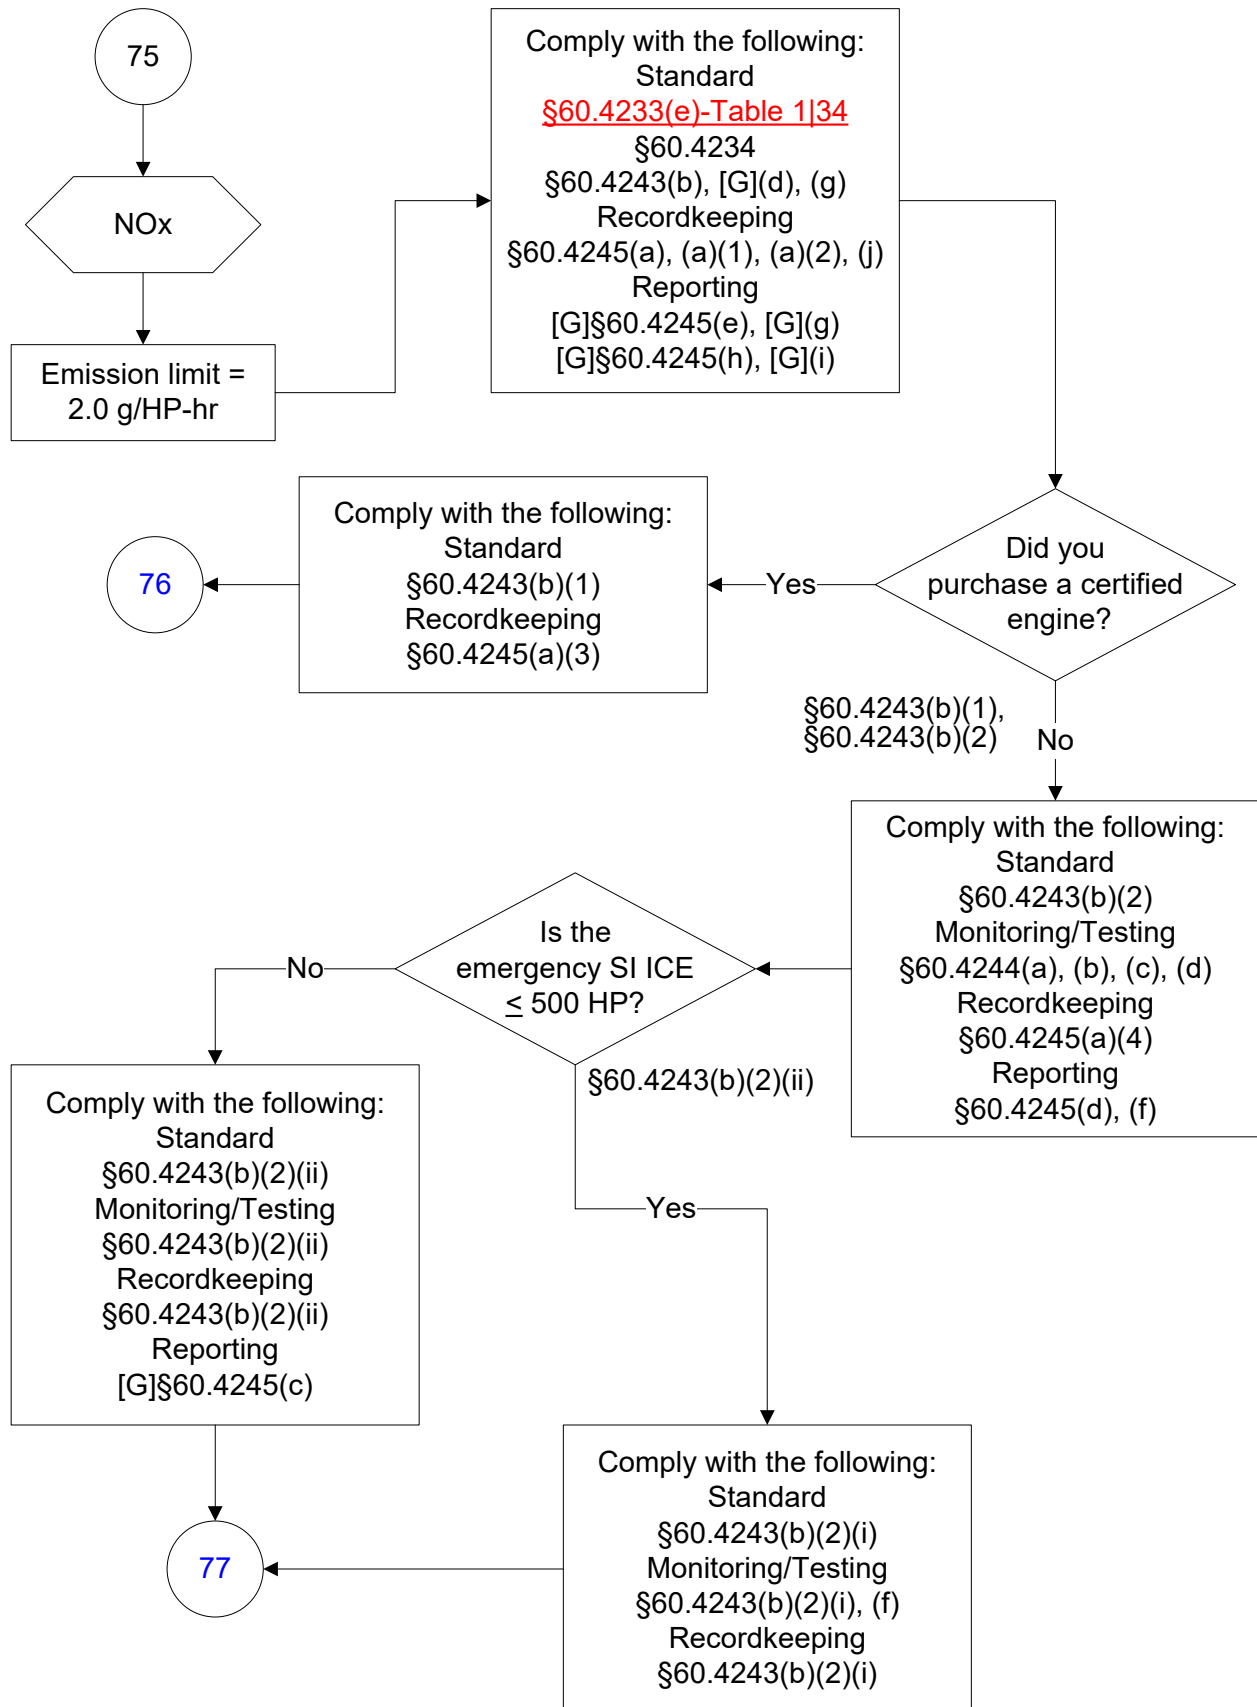 75
NOx
Emission limit =
2.0 g/HP-hr
Comply with the following:
Standard
§60.4233(e)-Table 1|34
§60.4234
§60.4243(b), [G](d), (g)
Recordkeeping
§60.4245(a), (a)(1), (a)(2), (j)
Reporting
[G]§60.4245(e), [G](g)
[G]§60.4245(h), [G](i)
Did you
purchase a certified
engine?
Yes
Comply with the following:
Standard
§60.4243(b)(1)
Recordkeeping
§60.4245(a)(3)
76
§60.4243(b)(1),
§60.4243(b)(2)
No
Comply with the following:
Standard
§60.4243(b)(2)
Monitoring/Testing
§60.4244(a), (b), (c), (d)
Recordkeeping
§60.4245(a)(4)
Reporting
§60.4245(d), (f)
Is the
emergency SI ICE
≤ 500 HP?
No
§60.4243(b)(2)(ii)
Yes
Comply with the following:
Standard
§60.4243(b)(2)(ii)
Monitoring/Testing
§60.4243(b)(2)(ii)
Recordkeeping
§60.4243(b)(2)(ii)
Reporting
[G]§60.4245(c)
Comply with the following:
Standard
§60.4243(b)(2)(i)
Monitoring/Testing
§60.4243(b)(2)(i), (f)
Recordkeeping
§60.4243(b)(2)(i)
77